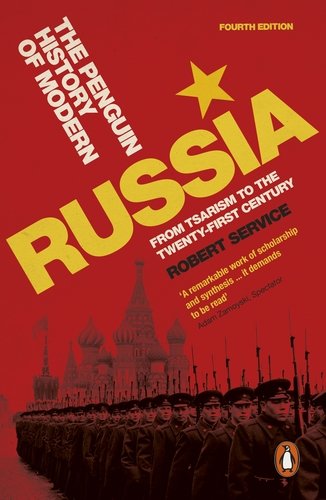 FOURTH EDITION
THE PENGUIN
HISTORY
OF MODERN
RUSSIA
FROM TSARISM TO THE
TWENTY-FIRST CENTURY
ROBERT SERVICE
‘A remarkable work of scholarship
and synthesis ... it demands
to be read’
Adam Zamoyski, Spectator